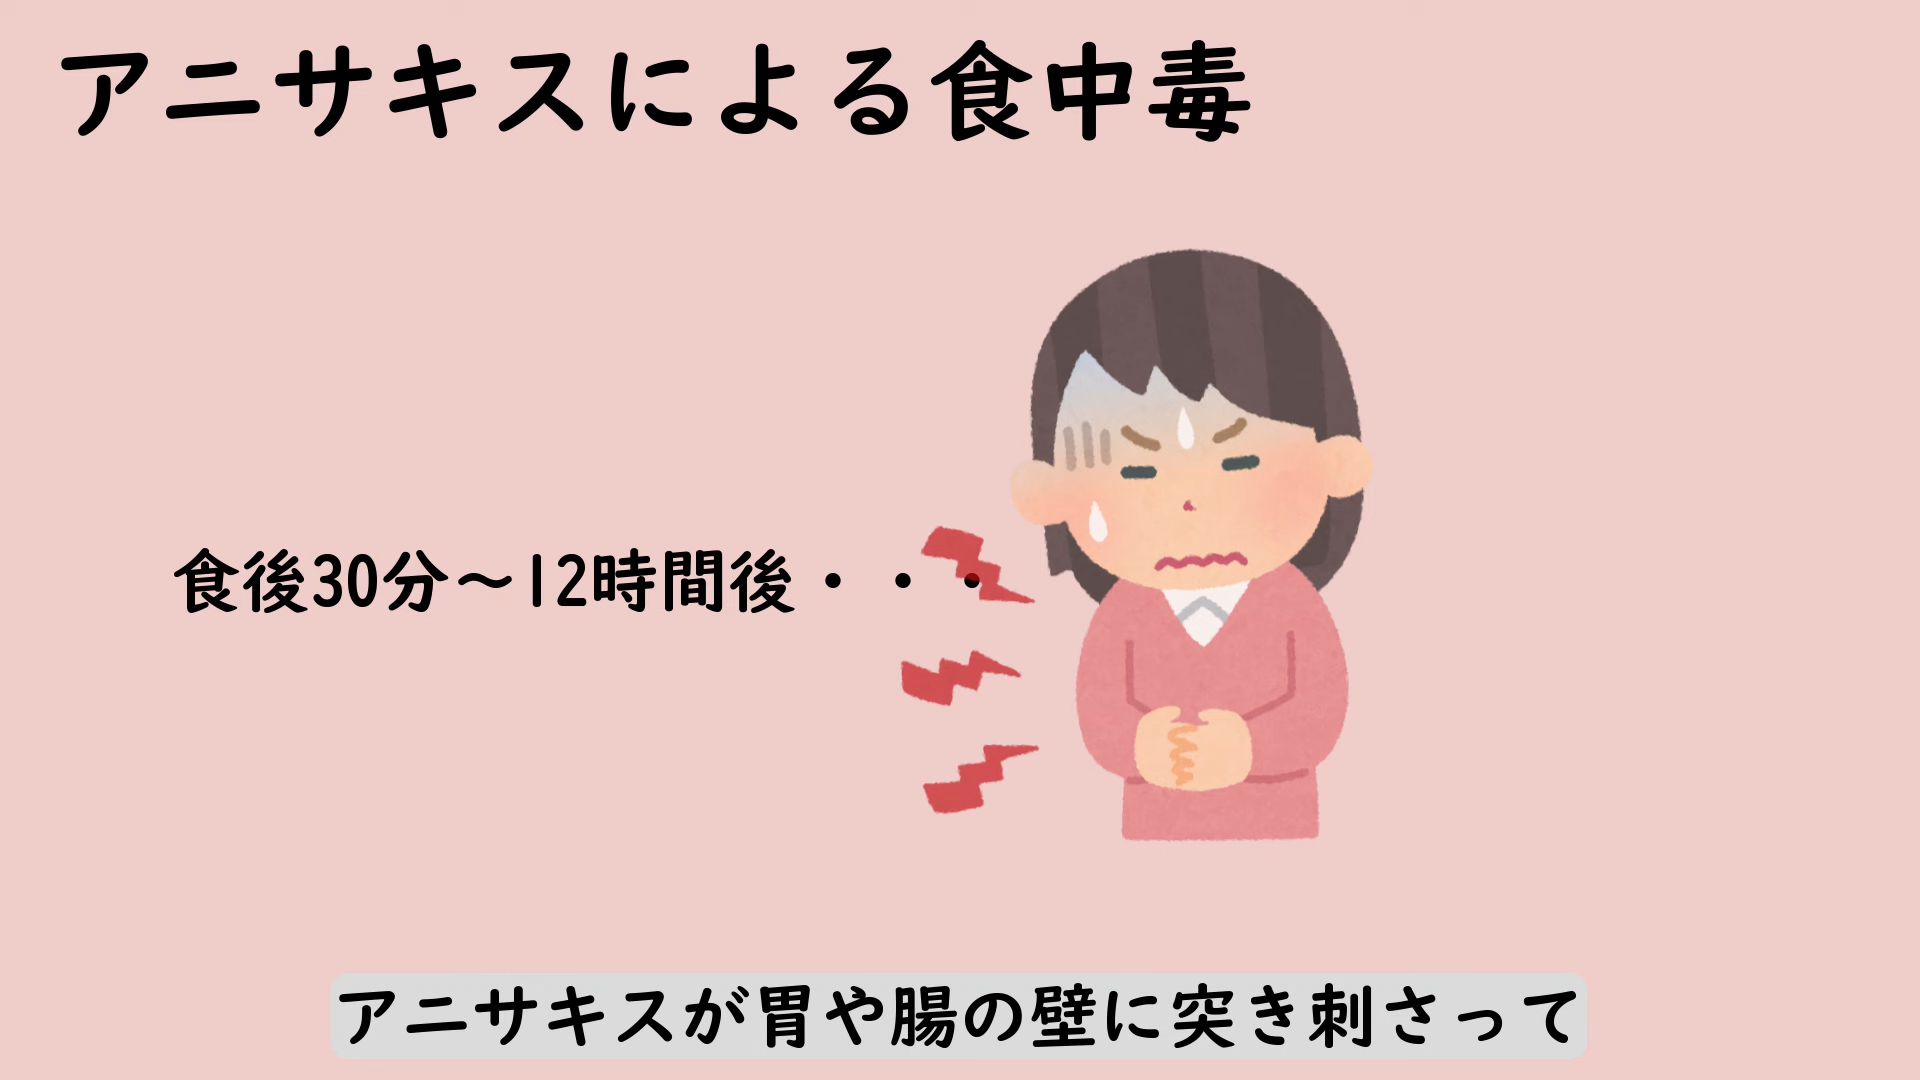 アニサキスによる食中毒
食後30分～12時間後・・・
アニサキスが胃や腸の壁に突き刺さって